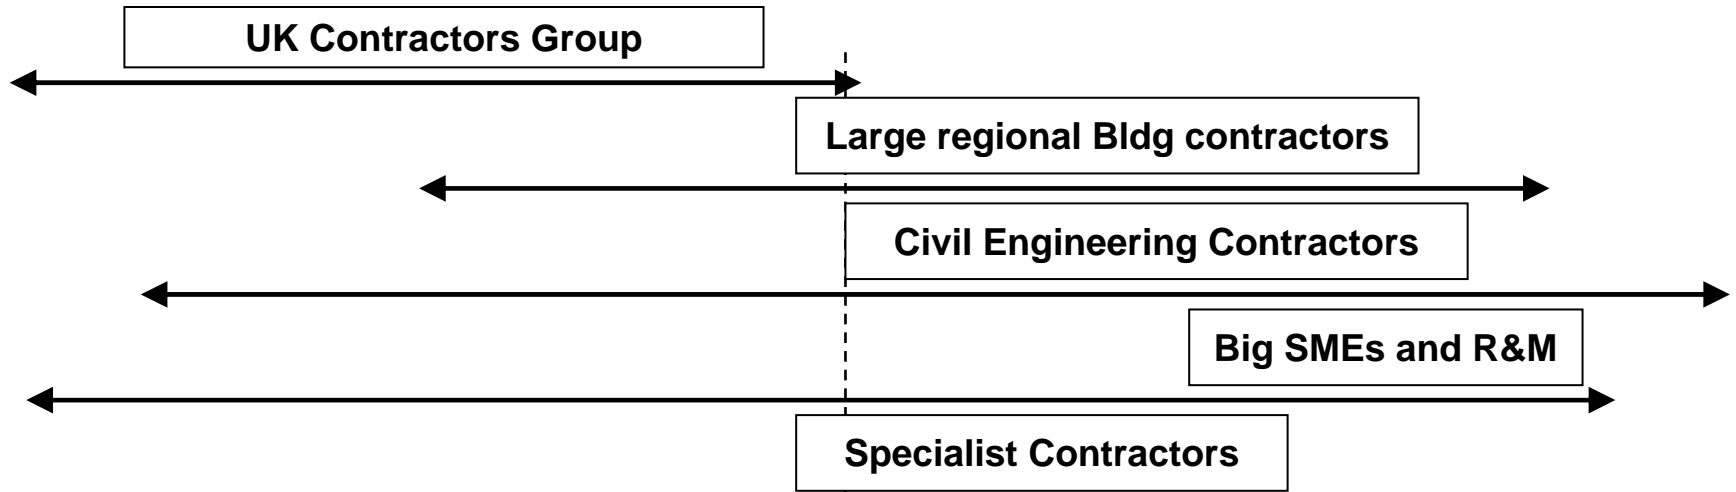 UK Contractors Group
Large regional Bldg contractors
Civil Engineering Contractors
Big SMEs and R&M
Specialist Contractors